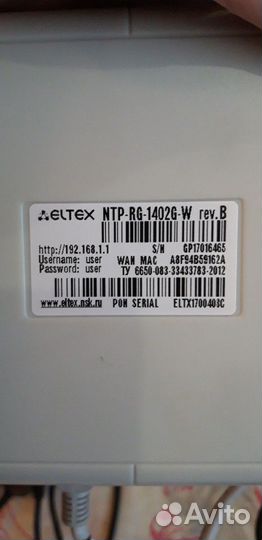 ELTEX NTP-RG-1402G-W rev.B
http://192.168.1.1 S/N GP17016465
Username: user WAN MAC A8F94B59162A
Password: user ТУ 6650-083-33433783-2012
www.eltex.nsk.ru PON SERIAL ELTX1700408C
Avito